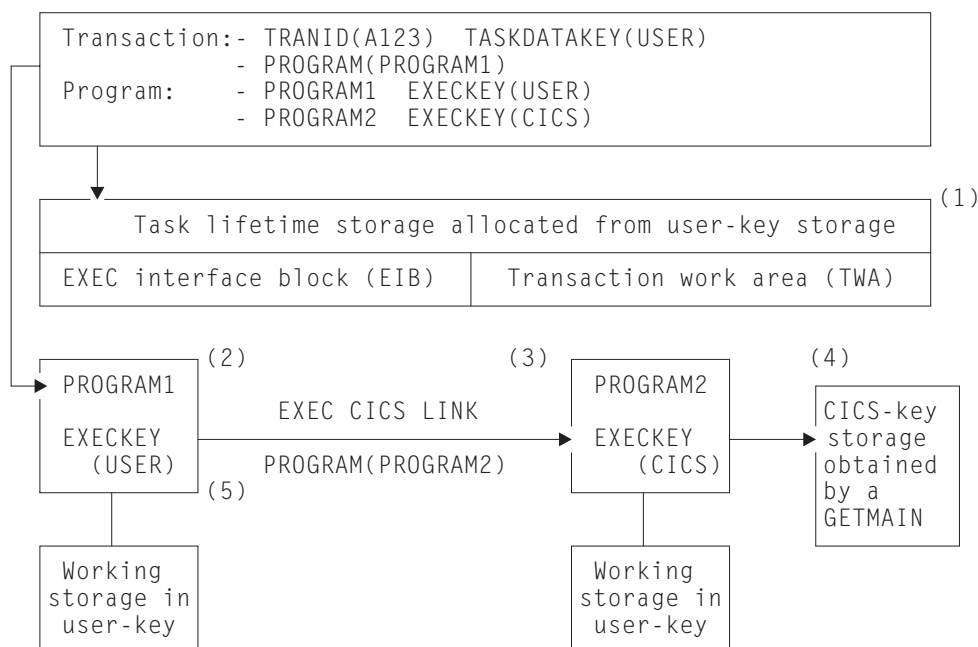 Transaction:- TRANID(A123) TASKDATAKEY(USER)
- PROGRAM(PROGRAM1)
Program: - PROGRAM1 EXECKEY(USER)
- PROGRAM2 EXECKEY(CICS)
(1)
Task lifetime storage allocated from user-key storage
EXEC interface block (EIB)
Transaction work area (TWA)
(2)
PROGRAM1
EXECKEY
(USER)
(5)
EXEC CICS LINK
PROGRAM(PROGRAM2)
(3)
PROGRAM2
EXECKEY
(CICS)
(4)
CICS-key
storage
obtained
by a
GETMAIN
Working
storage in
user-key
Working
storage in
user-key